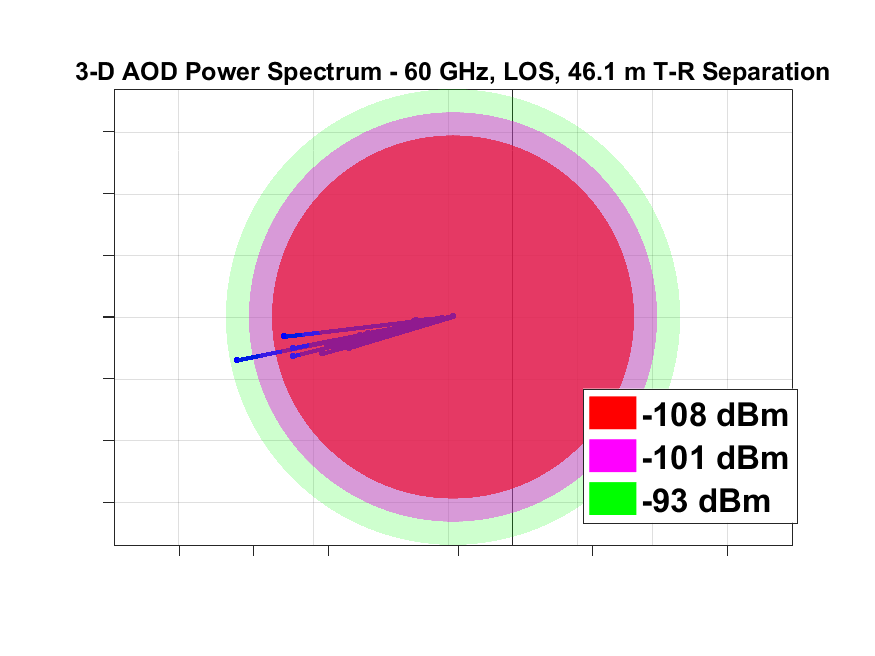 3-D AOD Power Spectrum - 60 GHz, LOS, 46.1 m T-R Separation
-108 dBm
-101 dBm
-93 dBm